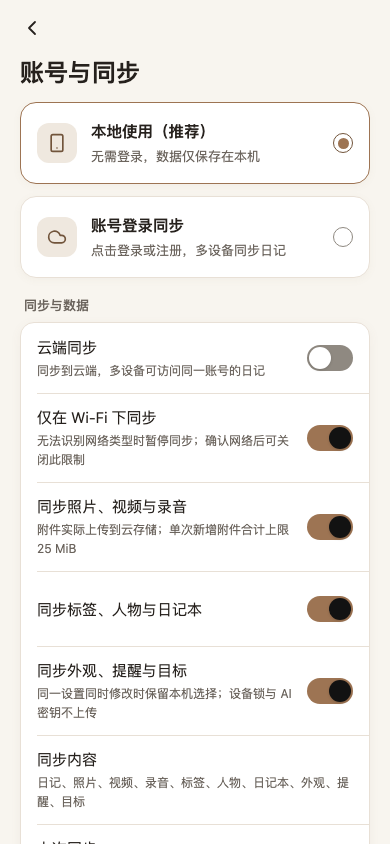 账号与同步
本地使用（推荐）
无需登录，数据仅保存在本机
账号登录同步
点击登录或注册，多设备同步日记
同步与数据
云端同步
同步到云端，多设备可访问同一账号的日记
仅在 Wi-Fi 下同步
无法识别网络类型时暂停同步；确认网络后可关
闭此限制
同步照片、视频与录音
附件实际上传到云存储；单次新增附件合计上限
25 MiB
同步标签、人物与日记本
同步外观、提醒与目标
同一设置同时修改时保留本机选择；设备锁与 AI
密钥不上传
同步内容
日记、照片、视频、录音、标签、人物、日记本、外观、提
醒、目标